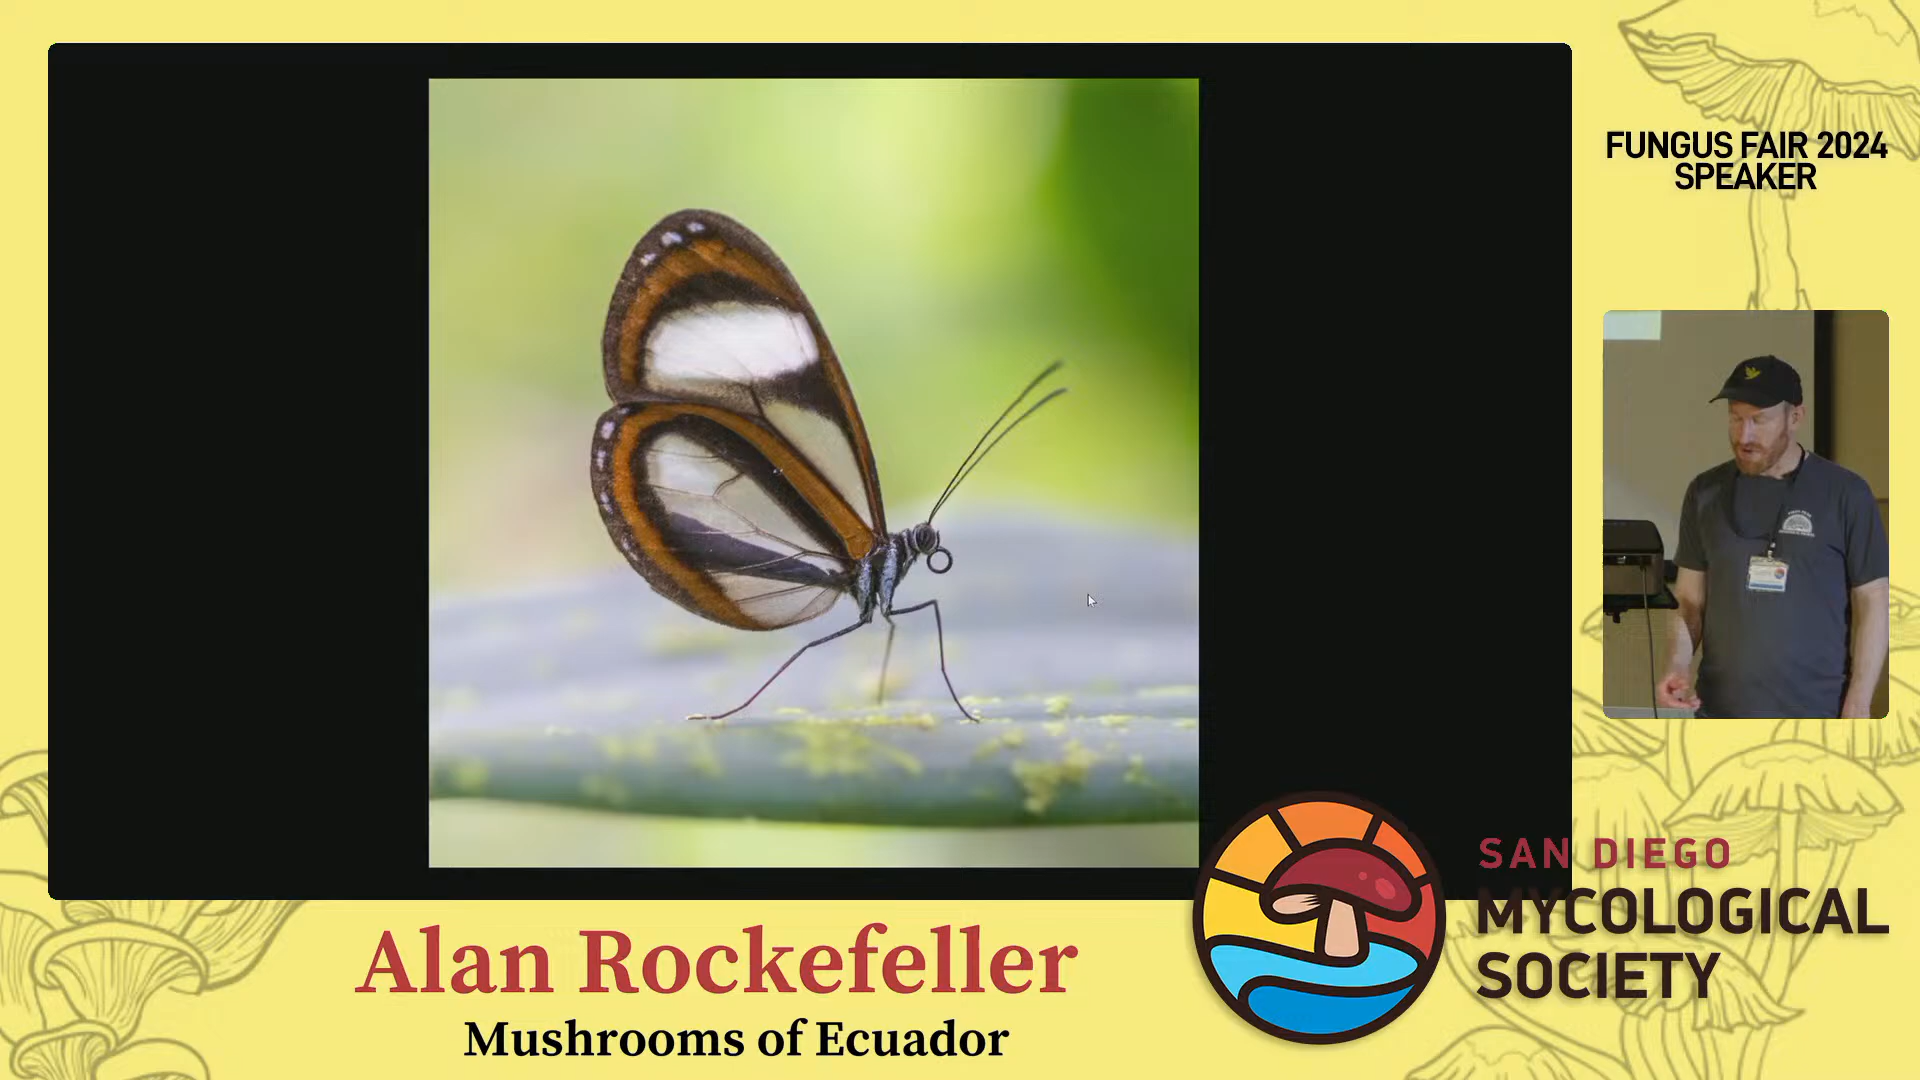 FUNGUS FAIR 2024
SPEAKER
SAN DIEGO
MYCOLOGICAL
SOCIETY
Alan Rockefeller
Mushrooms of Ecuador